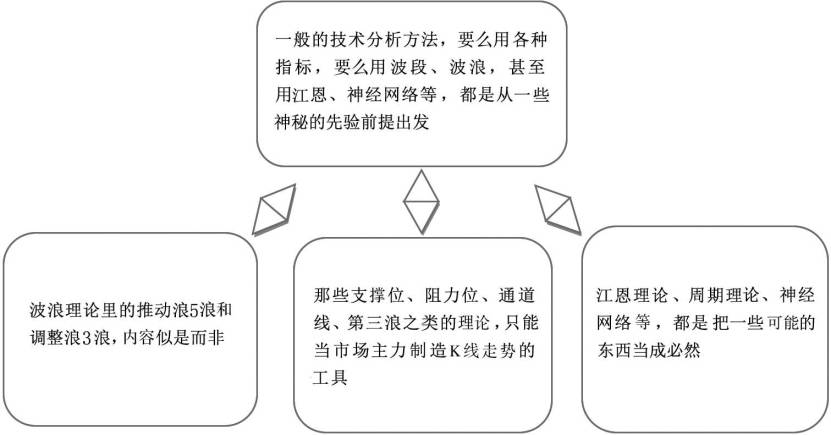 一般的技术分析方法，要么用各种
指标，要么用波段、波浪，甚至
用江恩、神经网络等，都是从一些
神秘的先验前提出发
波浪理论里的推动浪5浪和
调整浪3浪，内容似是而非
那些支撑位、阻力位、通道
线、第三浪之类的理论，只能
当市场主力制造K线走势的
工具
江恩理论、周期理论、神经
网络等，都是把一些可能的
东西当成必然